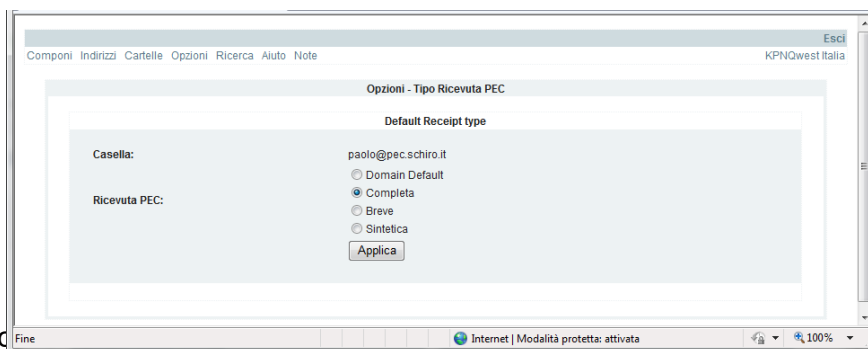 Esci
Componi Indirizzi Cartelle Opzioni Ricerca Aiuto Note KPNQwest Italia
Opzioni - Tipo Ricevuta PEC
Default Receipt type
Casella: paolo@pec.schiro.it
Domain Default
Completa
Ricevuta PEC:
Breve
Sintetica
Applica
Fine Internet | Modalità protetta: attivata 100%